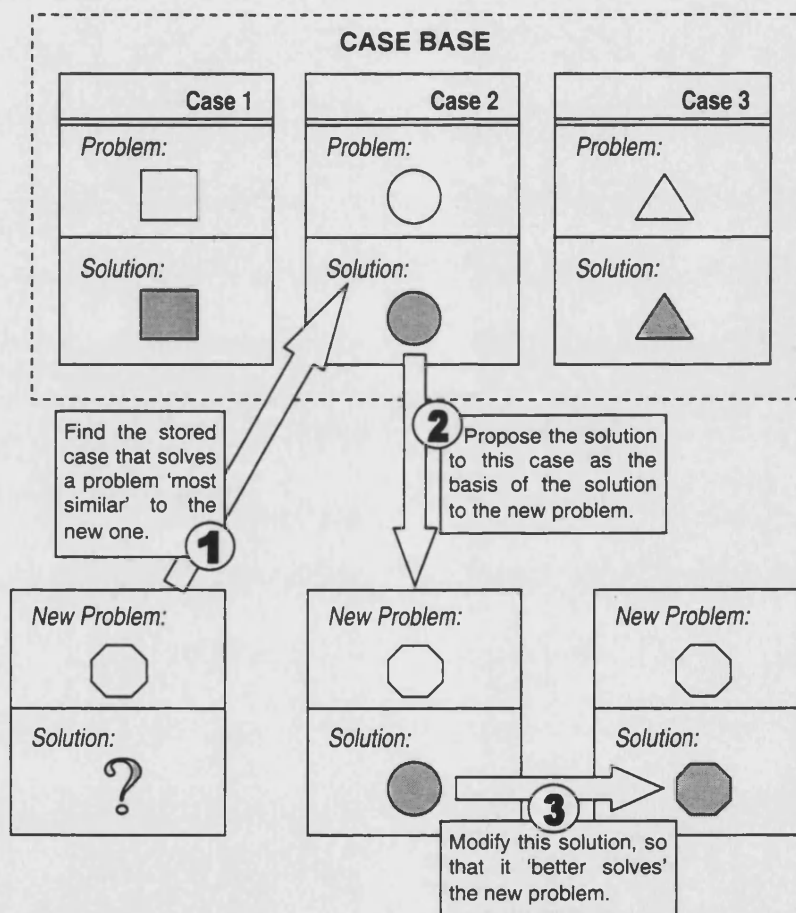 CASE BASE
Case 1
Problem:
Solution:
Case 2
Problem:
Solution:
Case 3
Problem:
Solution:
Find the stored
case that solves
a problem 'most
similar' to the
new one.
1
2
Propose the solution
to this case as the
basis of the solution
to the new problem.
New Problem:
Solution:
?
New Problem:
Solution:
New Problem:
Solution:
3
Modify this solution, so
that it 'better solves'
the new problem.